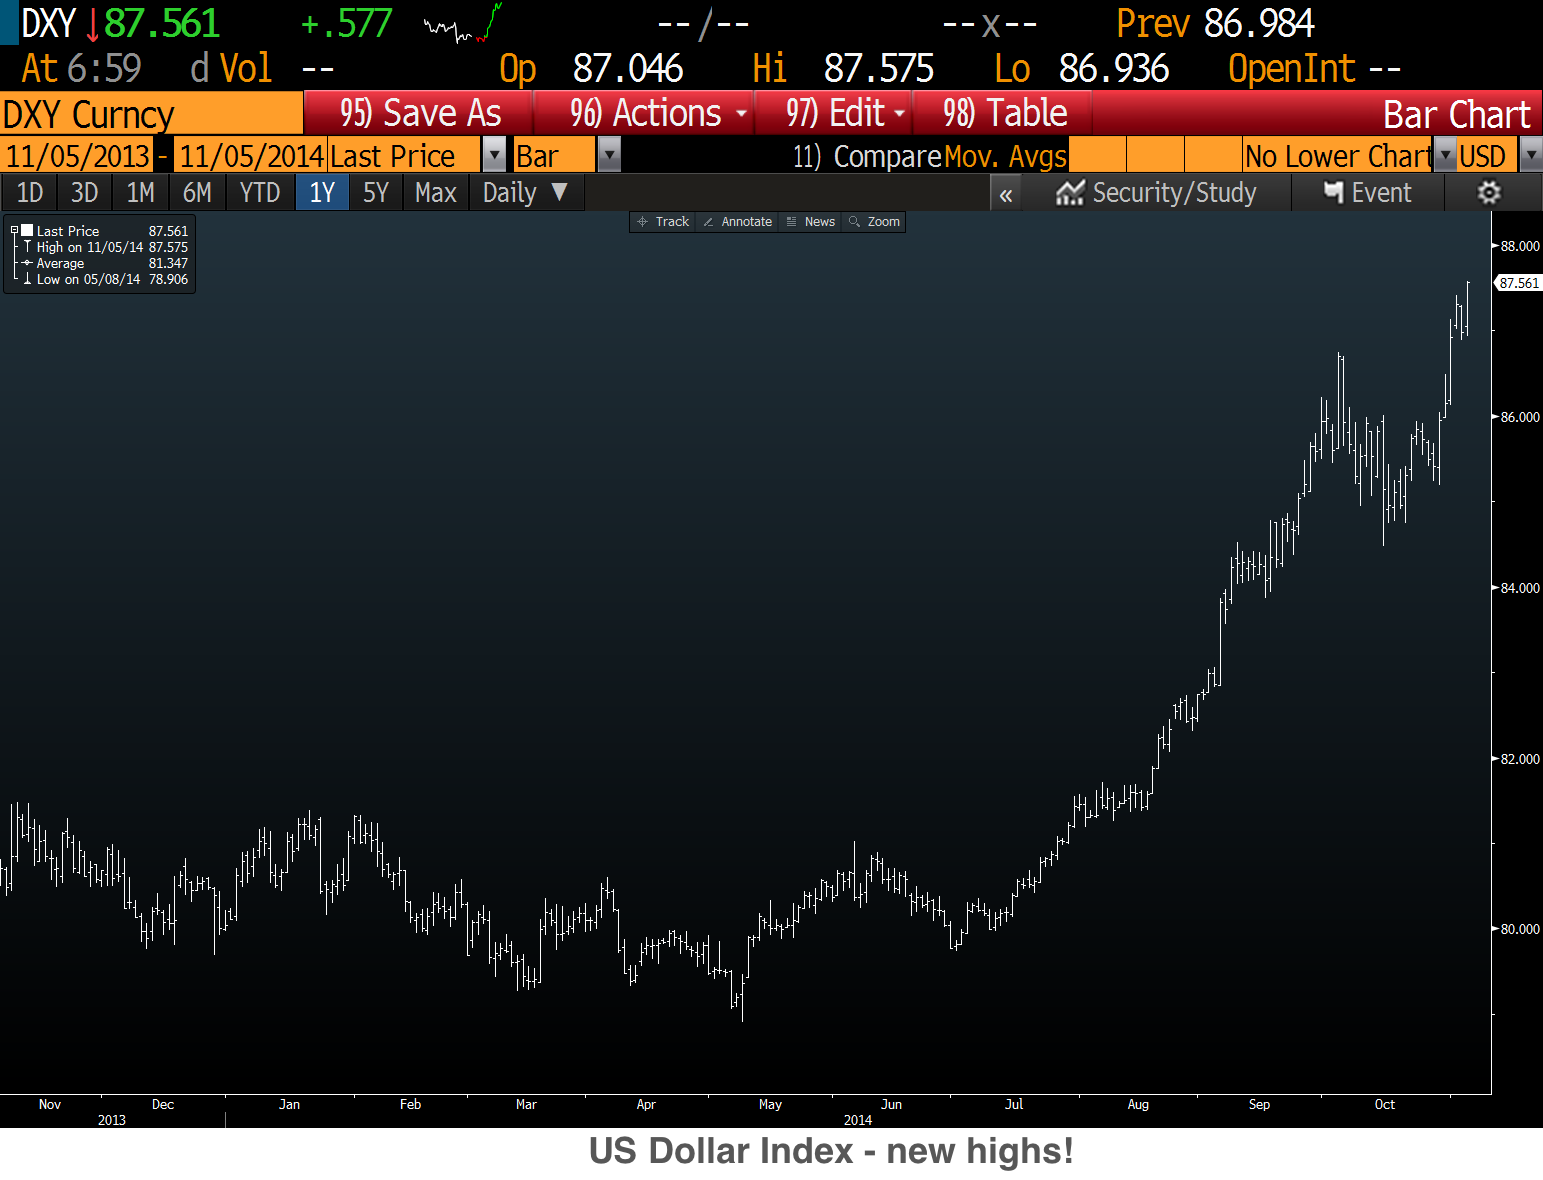 DXY ↓87.561 +.577 --/-- --x-- Prev 86.984
At 6:59 d Vol -- Op 87.046 Hi 87.575 Lo 86.936 OpenInt --
DXY Curncy 95) Save As 96) Actions 97) Edit 98) Table Bar Chart
11/05/2013 - 11/05/2014 Last Price Bar 11) Compare Mov. Avgs No Lower Chart USD
1D 3D 1M 6M YTD 1Y 5Y Max Daily ▼ « Security/Study Event
Track Annotate News Zoom
Last Price 87.561
High on 11/05/14 87.575
Average 81.347
Low on 05/08/14 78.906
88.000
87.561
86.000
84.000
82.000
80.000
Nov Dec Jan Feb Mar Apr May Jun Jul Aug Sep Oct
2013 2014
US Dollar Index - new highs!